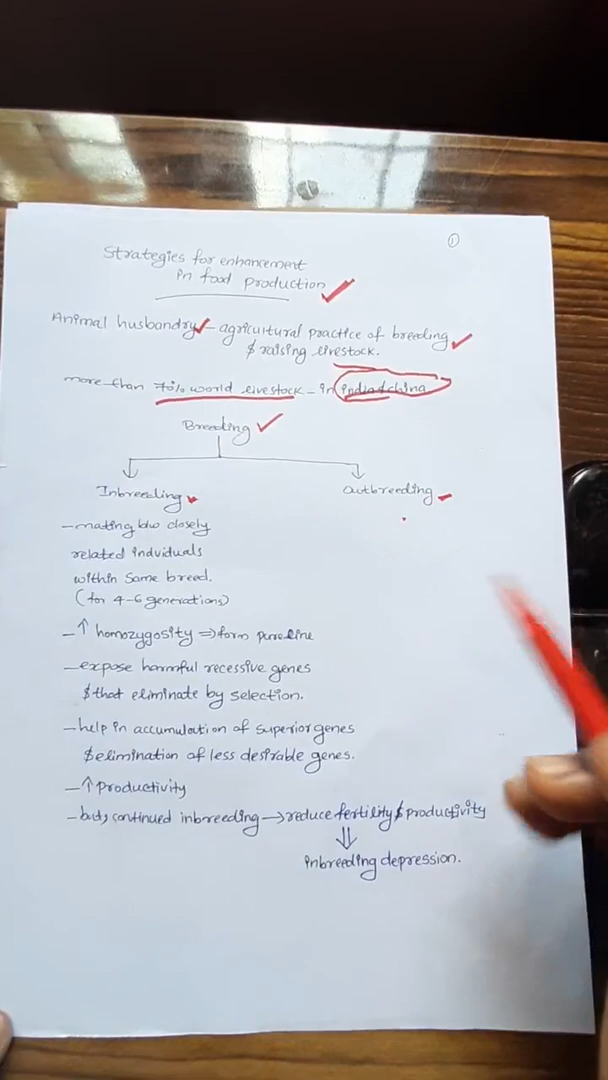 ①
Strategies for enhancement
in food production
Animal husbandry - agricultural practice of breeding
& raising livestock.
more than 70% world livestock - in india & china
Breeding
Inbreeding
outbreeding
- mating b/w closely
related indviduals
within same breed.
(for 4-6 generations)
- ↑ homozygosity ⇒ form pureline
- expose harmful recessive genes
& that eliminate by selection.
- help in accumulation of superior genes
& elimination of less desirable genes.
- ↑ productivity
- but, continued inbreeding → reduce fertility & productivity
⇓
inbreeding depression.